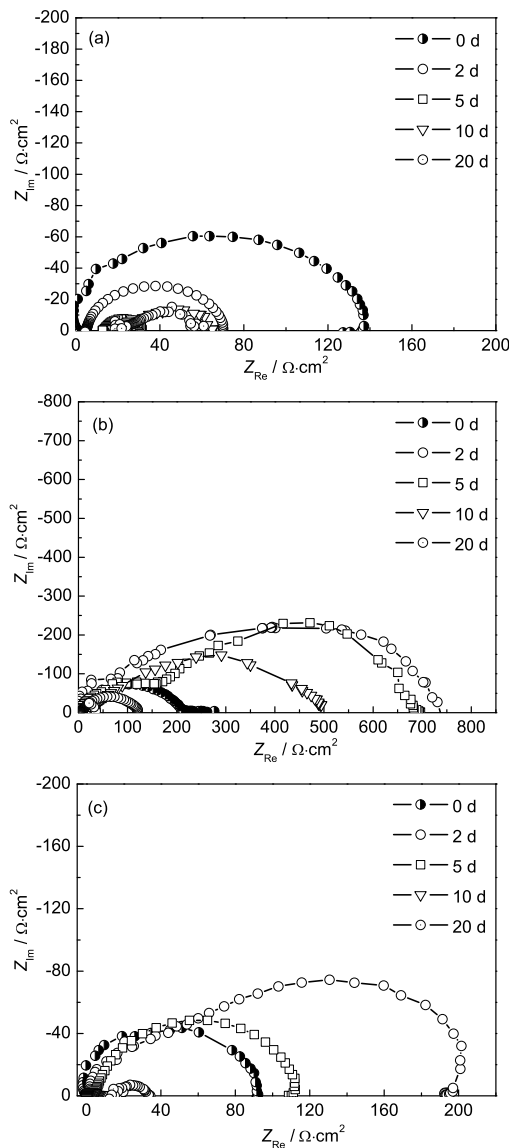 (a)
0 d
2 d
5 d
10 d
20 d
-200
-180
-160
-140
-120
-100
-80
-60
-40
-20
0
0 40 80 120 160 200
Z_Im / Ω·cm²
Z_Re / Ω·cm²
(b)
0 d
2 d
5 d
10 d
20 d
-800
-700
-600
-500
-400
-300
-200
-100
0
0 100 200 300 400 500 600 700 800
Z_Im / Ω·cm²
Z_Re / Ω·cm²
(c)
0 d
2 d
5 d
10 d
20 d
-200
-160
-120
-80
-40
0
0 40 80 120 160 200
Z_Im / Ω·cm²
Z_Re / Ω·cm²